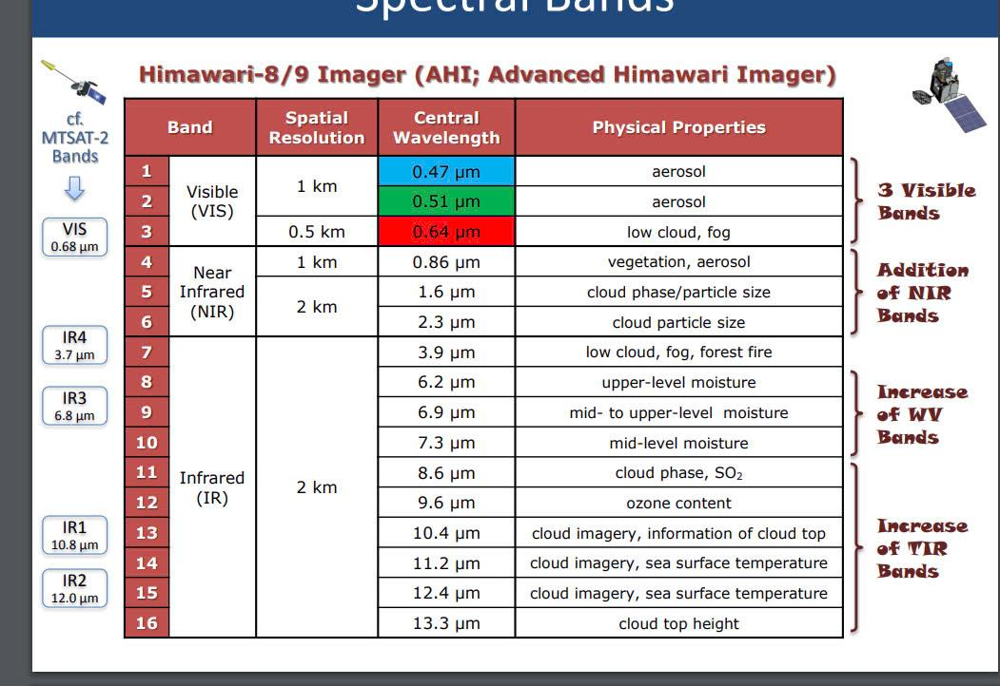 Spectral Bands
Himawari-8/9 Imager (AHI; Advanced Himawari Imager)
cf.
MTSAT-2
Bands
VIS
0.68 µm
IR4
3.7 µm
IR3
6.8 µm
IR1
10.8 µm
IR2
12.0 µm
Band
Spatial
Resolution
Central
Wavelength
Physical Properties
Visible
(VIS)
1 km
0.5 km
Near
Infrared
(NIR)
1 km
2 km
Infrared
(IR)
2 km
1 0.47 µm aerosol
2 0.51 µm aerosol
3 0.64 µm low cloud, fog
4 0.86 µm vegetation, aerosol
5 1.6 µm cloud phase/particle size
6 2.3 µm cloud particle size
7 3.9 µm low cloud, fog, forest fire
8 6.2 µm upper-level moisture
9 6.9 µm mid- to upper-level moisture
10 7.3 µm mid-level moisture
11 8.6 µm cloud phase, SO₂
12 9.6 µm ozone content
13 10.4 µm cloud imagery, information of cloud top
14 11.2 µm cloud imagery, sea surface temperature
15 12.4 µm cloud imagery, sea surface temperature
16 13.3 µm cloud top height
3 Visible
Bands
Addition
of NIR
Bands
Increase
of WV
Bands
Increase
of TIR
Bands